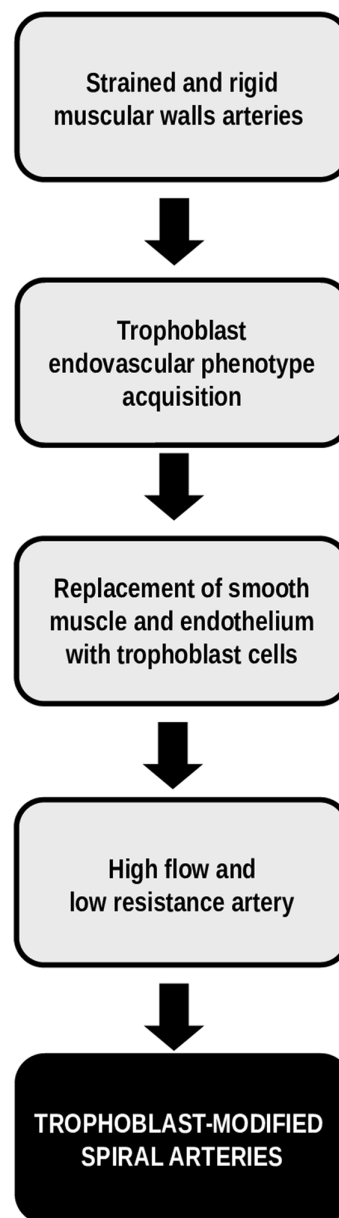 Strained and rigid
muscular walls arteries
Trophoblast
endovascular phenotype
acquisition
Replacement of smooth
muscle and endothelium
with trophoblast cells
High flow and
low resistance artery
TROPHOBLAST-MODIFIED
SPIRAL ARTERIES